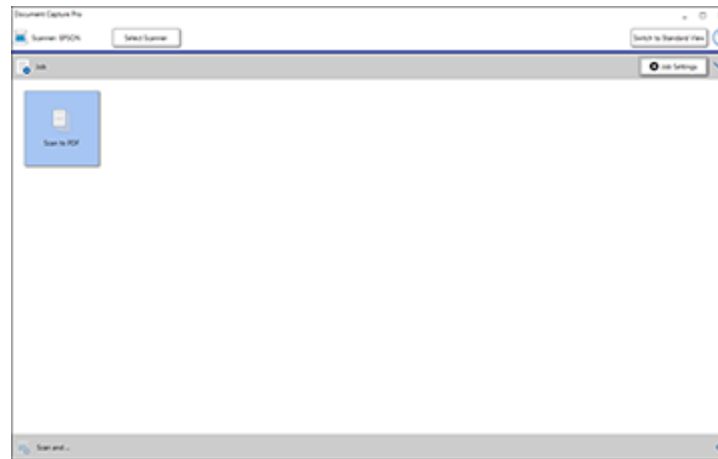 Document Capture Pro
Scanner: EPSON
Select Scanner
Switch to Standard View
Job
Job Settings
Scan to PDF
Scan and...